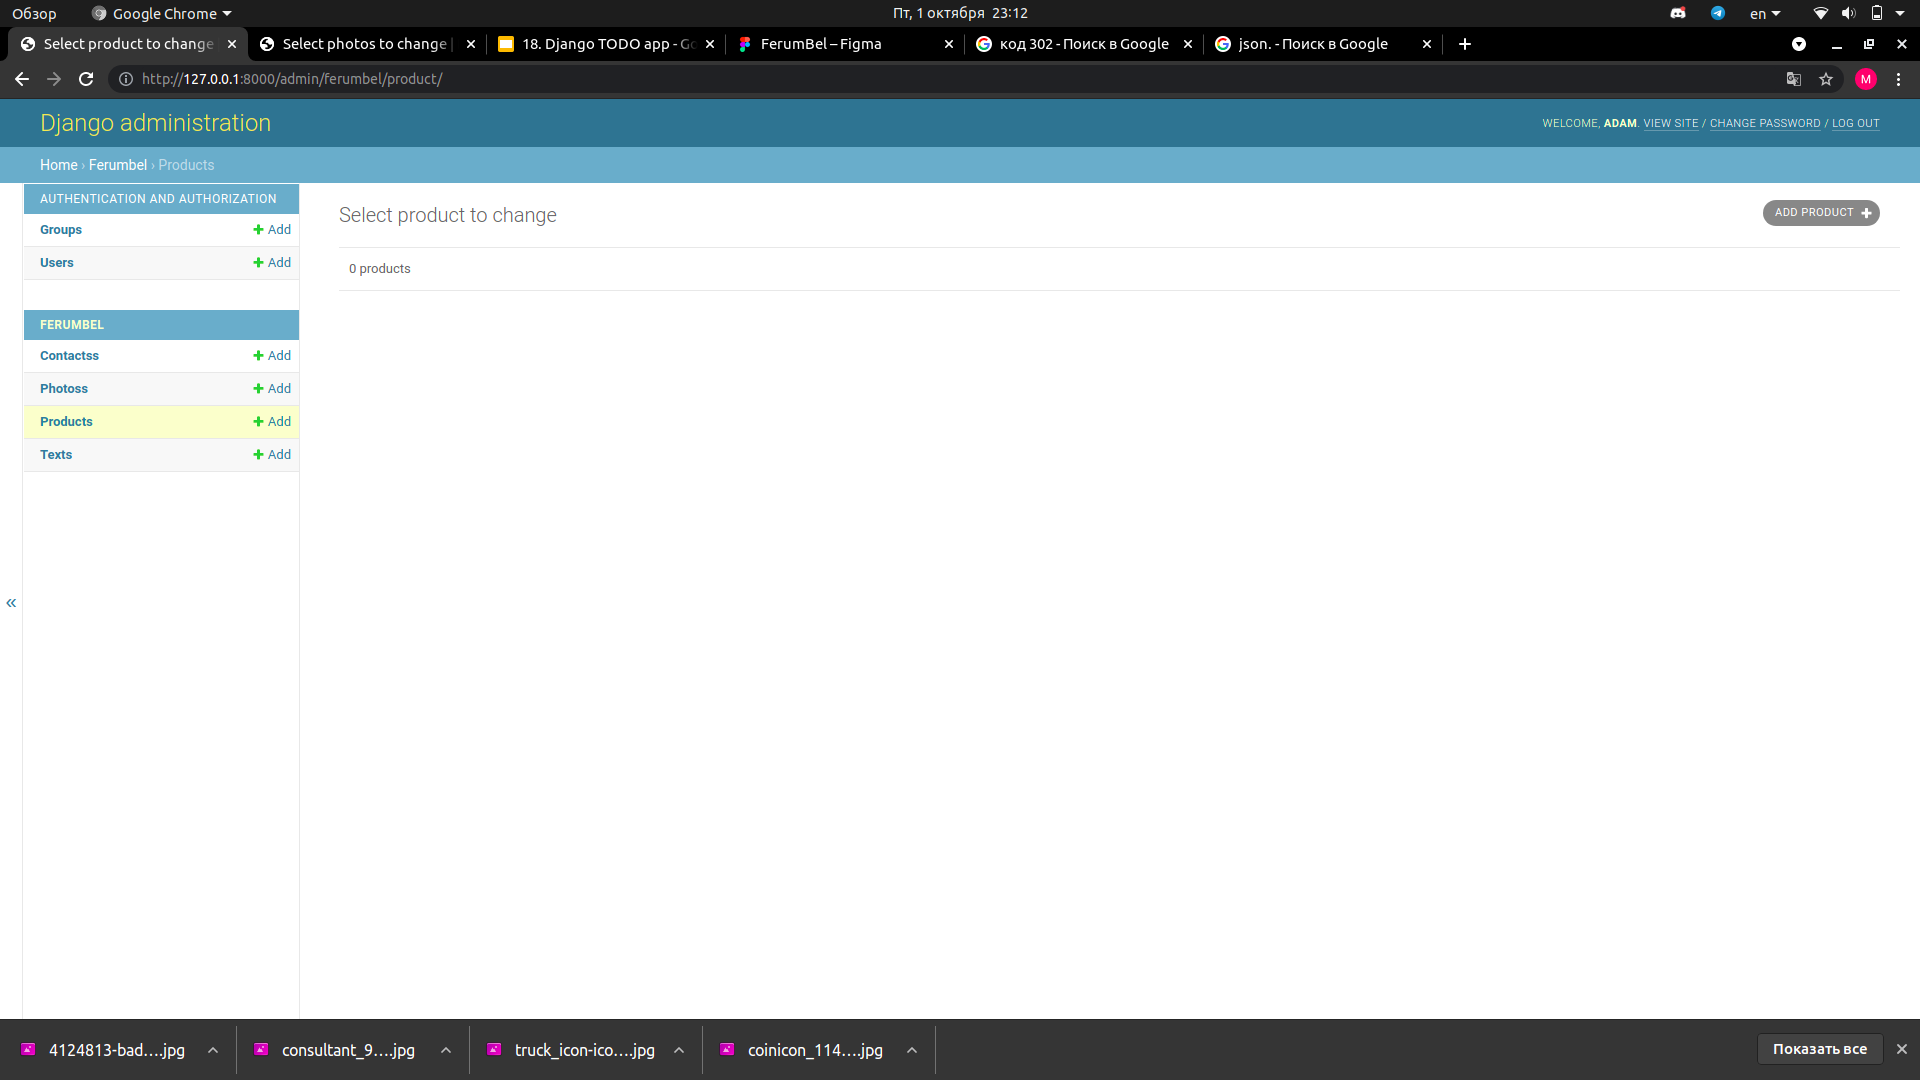 Обзор Google Chrome Пт, 1 октября 23:12 en
Select product to change Select photos to change | 18. Django TODO app - Go FerumBel – Figma код 302 - Поиск в Google json. - Поиск в Google
http://127.0.0.1:8000/admin/ferumbel/product/ M
Django administration WELCOME, ADAM. VIEW SITE / CHANGE PASSWORD / LOG OUT
Home › Ferumbel › Products
AUTHENTICATION AND AUTHORIZATION
Groups Add
Users Add
FERUMBEL
Contactss Add
Photoss Add
Products Add
Texts Add
«
Select product to change ADD PRODUCT
0 products
4124813-bad....jpg consultant_9....jpg truck_icon-ico....jpg coinicon_114....jpg Показать все